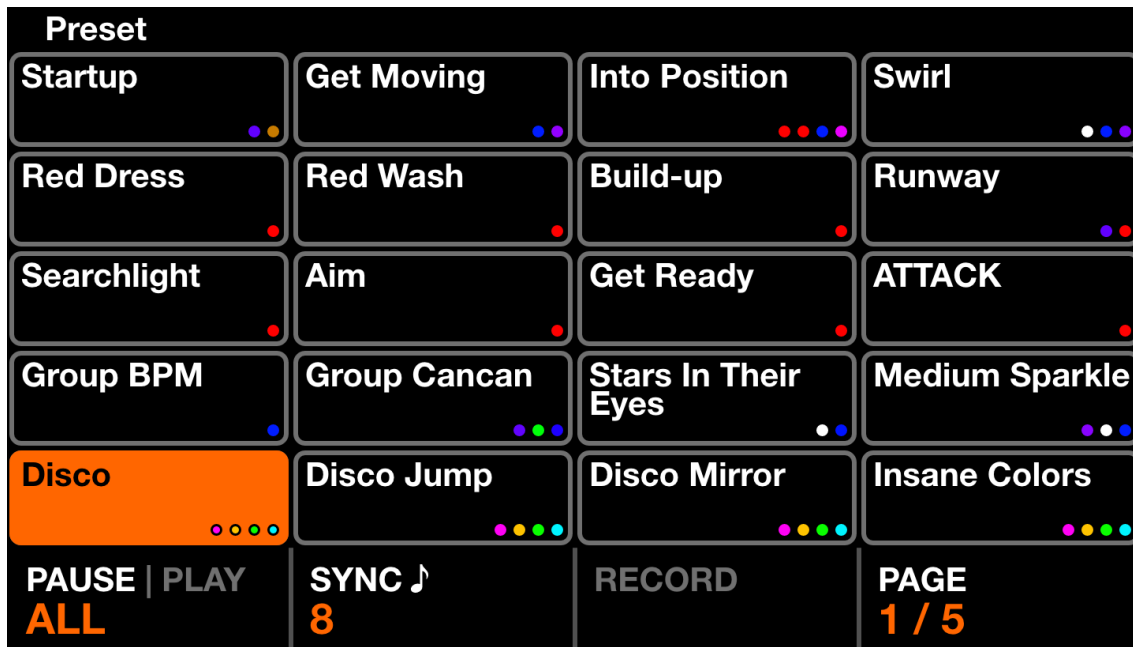 Preset
Startup
Get Moving
Into Position
Swirl
Red Dress
Red Wash
Build-up
Runway
Searchlight
Aim
Get Ready
ATTACK
Group BPM
Group Cancan
Stars In Their
Eyes
Medium Sparkle
Disco
Disco Jump
Disco Mirror
Insane Colors
PAUSE | PLAY
ALL
SYNC ♪
8
RECORD
PAGE
1 / 5